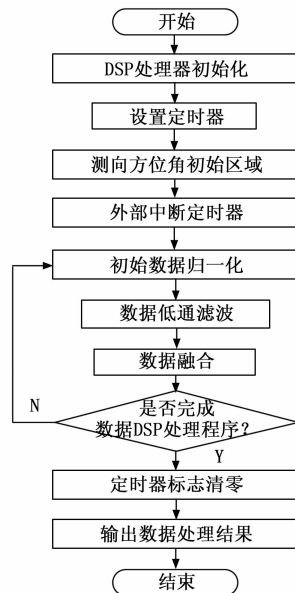 开始
DSP处理器初始化
设置定时器
测向方位角初始区域
外部中断定时器
初始数据归一化
数据低通滤波
数据融合
N
是否完成
数据DSP处理程序?
Y
定时器标志清零
输出数据处理结果
结束